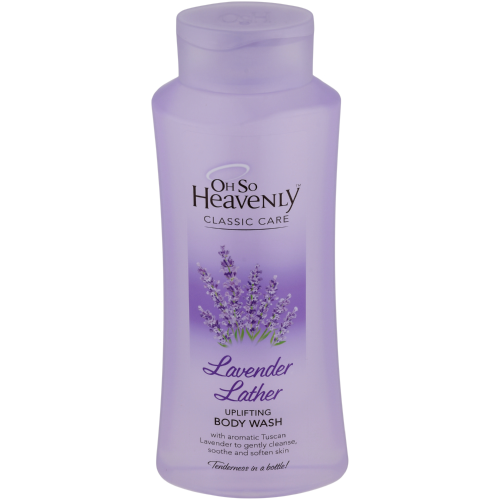 OH SO
HEAVENLY™
CLASSIC CARE
Lavender
Lather
UPLIFTING
BODY WASH
with aromatic Tuscan
Lavender to gently cleanse,
soothe and soften skin
Tenderness in a bottle!